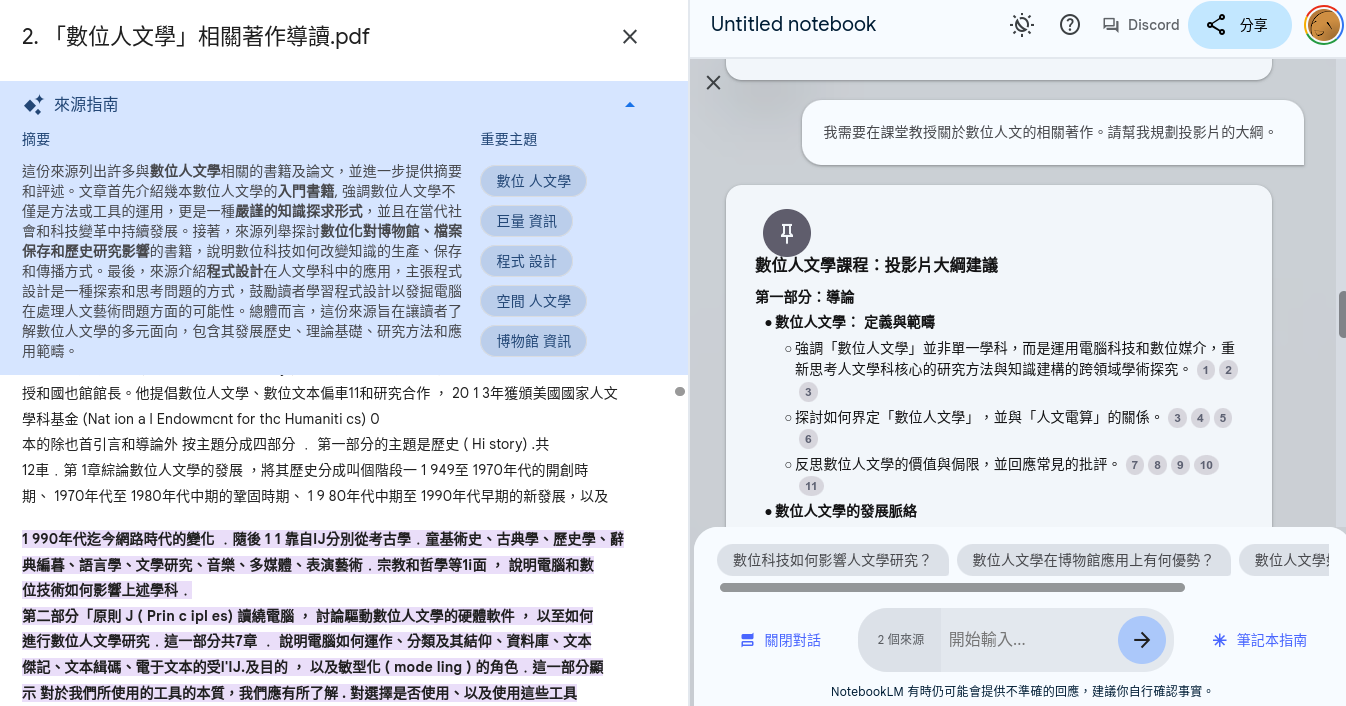 2. 「數位人文學」相關著作導讀.pdf
來源指南
摘要
這份來源列出許多與數位人文學相關的書籍及論文，並進一步提供摘要
和評述。文章首先介紹幾本數位人文學的入門書籍, 強調數位人文學不
僅是方法或工具的運用，更是一種嚴謹的知識探求形式，並且在當代社
會和科技變革中持續發展。接著，來源列舉探討數位化對博物館、檔案
保存和歷史研究影響的書籍，說明數位科技如何改變知識的生產、保存
和傳播方式。最後，來源介紹程式設計在人文學科中的應用，主張程式
設計是一種探索和思考問題的方式，鼓勵讀者學習程式設計以發掘電腦
在處理人文藝術問題方面的可能性。總體而言，這份來源旨在讓讀者了
解數位人文學的多元面向，包含其發展歷史、理論基礎、研究方法和應
用範疇。
重要主題
數位 人文學
巨量 資訊
程式 設計
空間 人文學
博物館 資訊
授和國也館館長。他提倡數位人文學、數位文本偏車11和研究合作 ， 20 1 3年獲頒美國國家人文
學科基金 (Nat ion a l Endowmcnt for thc Humaniti cs) 0
本的除也首引言和導論外 按主題分成四部分 ． 第一部分的主題是歷史 ( Hi story) .共
12車﹒第 1章綜論數位人文學的發展 ，將其歷史分成叫個階段一 1 949至 1970年代的開創時
期、 1970年代至 1980年代中期的鞏固時期、 1 9 80年代中期至 1990年代早期的新發展，以及
1 990年代迄今網路時代的變化 ﹒隨後 1 1 靠自IJ分別從考古學﹒童基術史、古典學、歷史學、辭
典編暮、語言學、文學研究、音樂、多媒體、表演藝術﹒宗教和哲學等1i面 ， 說明電腦和數
位技術如何影響上述學科﹒
第二部分「原則 J ( Prin c ipl es) 讀繞電腦 ， 討論驅動數位人文學的硬體軟件 ， 以至如何
進行數位人文學研究﹒這一部分共7章 ． 說明電腦如何運作、分類及其結仰、資料庫、文本
傑記、文本緝碼、電于文本的受I'IJ.及目的 ， 以及敏型化 ( mode ling ) 的角色﹒這一部分顯
示 對於我們所使用的工具的本質，我們應有所了解 . 對選擇是否使用、以及使用這些工具
Untitled notebook
Discord
分享
我需要在課堂教授關於數位人文的相關著作。請幫我規劃投影片的大綱。
數位人文學課程：投影片大綱建議
第一部分：導論
● 數位人文學： 定義與範疇
○ 強調「數位人文學」並非單一學科，而是運用電腦科技和數位媒介，重
新思考人文學科核心的研究方法與知識建構的跨領域學術探究。 1 2
3
○ 探討如何界定「數位人文學」，並與「人文電算」的關係。 3 4 5
6
○ 反思數位人文學的價值與侷限，並回應常見的批評。 7 8 9 10
11
● 數位人文學的發展脈絡
數位科技如何影響人文學研究？
數位人文學在博物館應用上有何優勢？
數位人文學
關閉對話
2 個來源
開始輸入...
筆記本指南
NotebookLM 有時仍可能會提供不準確的回應，建議你自行確認事實。